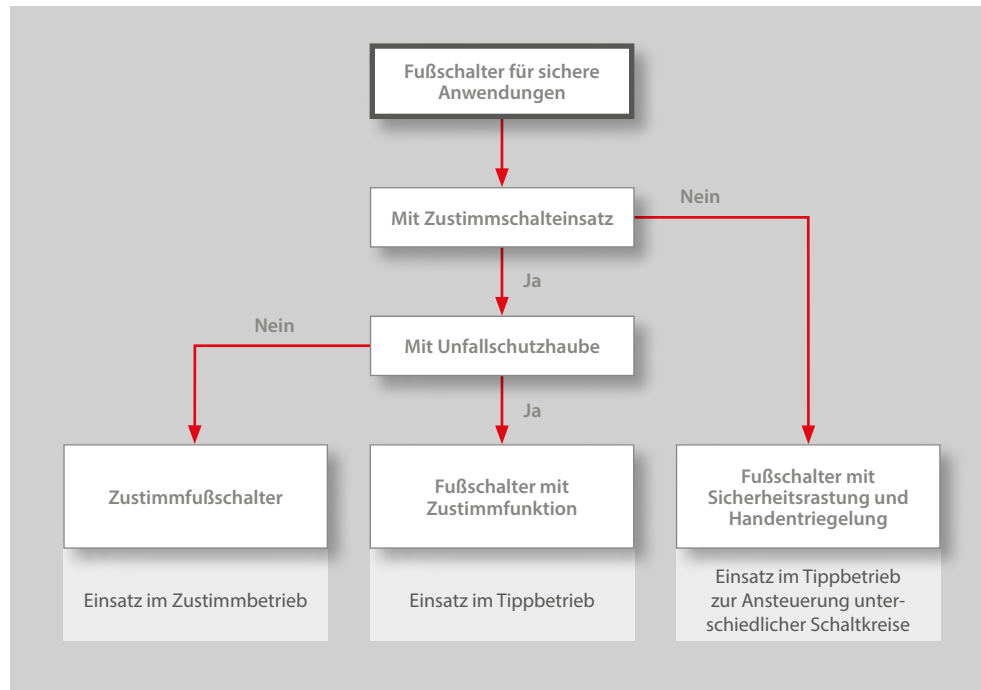 Fußschalter für sichere
Anwendungen
Mit Zustimmschalteinsatz
Nein
Ja
Nein
Mit Unfallschutzhaube
Ja
Zustimmfußschalter
Fußschalter mit
Zustimmfunktion
Fußschalter mit
Sicherheitsrastung und
Handentriegelung
Einsatz im Zustimmbetrieb
Einsatz im Tippbetrieb
Einsatz im Tippbetrieb
zur Ansteuerung unter-
schiedlicher Schaltkreise